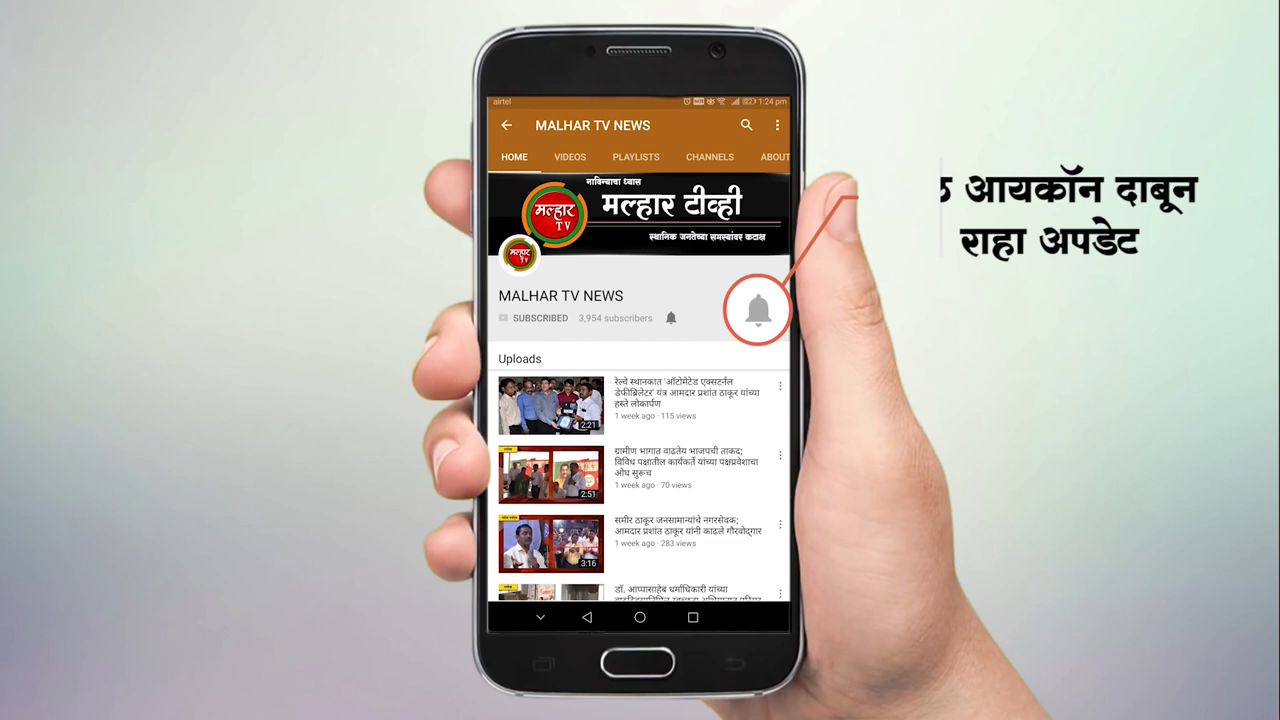 airtel
1:24 pm
MALHAR TV NEWS
HOME VIDEOS PLAYLISTS CHANNELS ABOUT
नाविन्याचा ध्यास
मल्हार टीव्ही
स्थानिक जनतेच्या समस्यांवर कटाक्ष
मल्हार
TV
मल्हार
TV
MALHAR TV NEWS
SUBSCRIBED 3,954 subscribers
Uploads
रेल्वे स्थानकात 'ऑटोमेटेड एक्सटर्नल
डेफीब्रिलेटर' यंत्र आमदार प्रशांत ठाकूर यांच्या
हस्ते लोकार्पण
1 week ago · 115 views
2:21
ग्रामीण भागात वाढतेय भाजपची ताकद;
विविध पक्षातील कार्यकर्ते यांच्या पक्षप्रवेशाचा
ओघ सुरूच
1 week ago · 70 views
2:51
समीर ठाकूर जनसामान्यांचे नगरसेवक;
आमदार प्रशांत ठाकूर यांनी काढले गौरवोद्‌गार
1 week ago · 283 views
3:16
डॉ. आप्पासाहेब धर्माधिकारी यांच्या
आयकॉन दाबून
राहा अपडेट